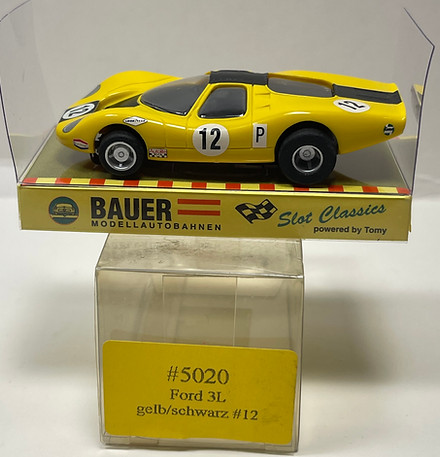 12
12
P
BAUER
MODELLAUTOBAHNEN
Slot Classics
powered by Tomy
#5020
Ford 3L
gelb/schwarz #12